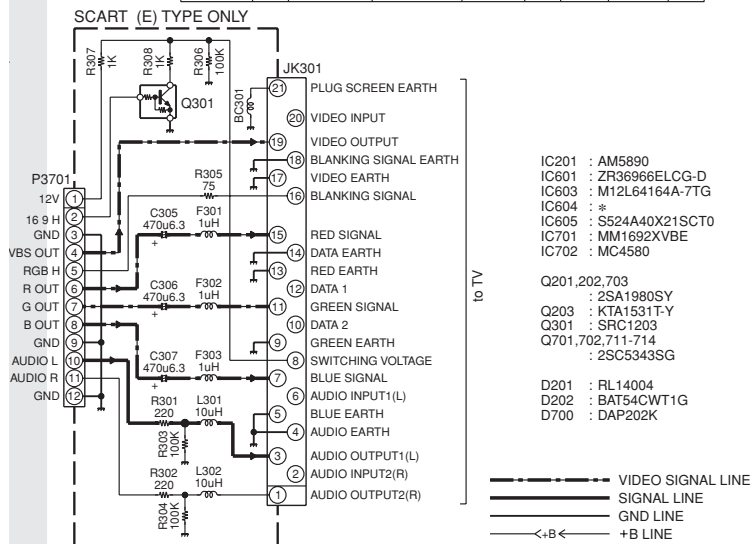 SCART (E) TYPE ONLY
R307
1K
R308
1K
R306
100K
JK301
Q301
BC301
21 PLUG SCREEN EARTH
20 VIDEO INPUT
19 VIDEO OUTPUT
18 BLANKING SIGNAL EARTH
17 VIDEO EARTH
16 BLANKING SIGNAL
15 RED SIGNAL
14 DATA EARTH
13 RED EARTH
12 DATA 1
11 GREEN SIGNAL
10 DATA 2
9 GREEN EARTH
8 SWITCHING VOLTAGE
7 BLUE SIGNAL
6 AUDIO INPUT1(L)
5 BLUE EARTH
4 AUDIO EARTH
3 AUDIO OUTPUT1(L)
2 AUDIO INPUT2(R)
1 AUDIO OUTPUT2(R)
to TV
P3701
12V 1
16 9 H 2
GND 3
VBS OUT 4
RGB H 5
R OUT 6
G OUT 7
B OUT 8
GND 9
AUDIO L 10
AUDIO R 11
GND 12
R305
75
C305
470u6.3
+
F301
1uH
C306
470u6.3
+
F302
1uH
C307
470u6.3
+
F303
1uH
R301
220
L301
10uH
R303
100K
R302
220
L302
10uH
R304
100K
IC201 : AM5890
IC601 : ZR36966ELCG-D
IC603 : M12L64164A-7TG
IC604 : *
IC605 : S524A40X21SCT0
IC701 : MM1692XVBE
IC702 : MC4580
Q201,202,703
: 2SA1980SY
Q203 : KTA1531T-Y
Q301 : SRC1203
Q701,702,711-714
: 2SC5343SG
D201 : RL14004
D202 : BAT54CWT1G
D700 : DAP202K
VIDEO SIGNAL LINE
SIGNAL LINE
GND LINE
+B +B LINE